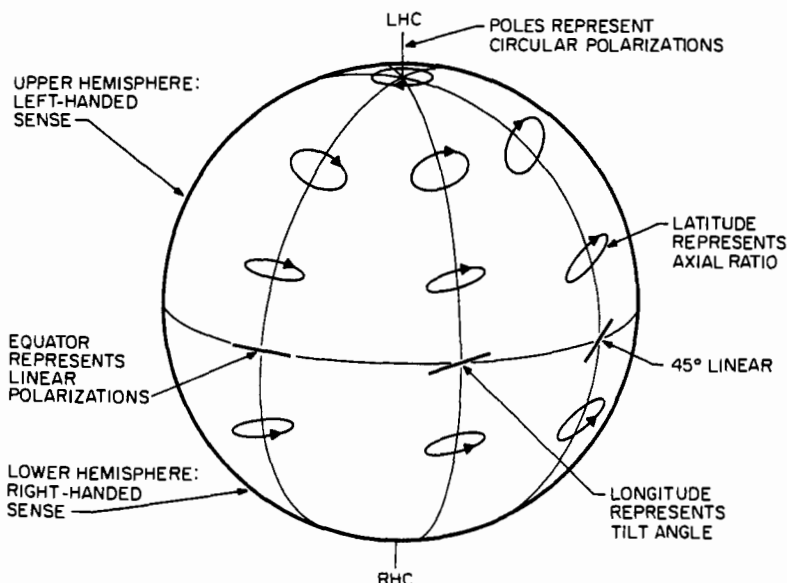 LHC
POLES REPRESENT
CIRCULAR POLARIZATIONS
UPPER HEMISPHERE:
LEFT-HANDED
SENSE
LATITUDE
REPRESENTS
AXIAL RATIO
EQUATOR
REPRESENTS
LINEAR
POLARIZATIONS
45° LINEAR
LOWER HEMISPHERE:
RIGHT-HANDED
SENSE
LONGITUDE
REPRESENTS
TILT ANGLE
RHC